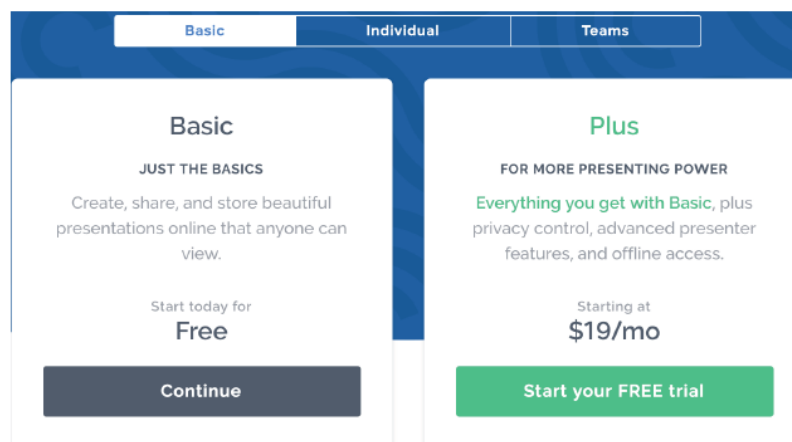 Basic
Individual
Teams
Basic
JUST THE BASICS
Create, share, and store beautiful
presentations online that anyone can
view.
Start today for
Free
Continue
Plus
FOR MORE PRESENTING POWER
Everything you get with Basic, plus
privacy control, advanced presenter
features, and offline access.
Starting at
$19/mo
Start your FREE trial